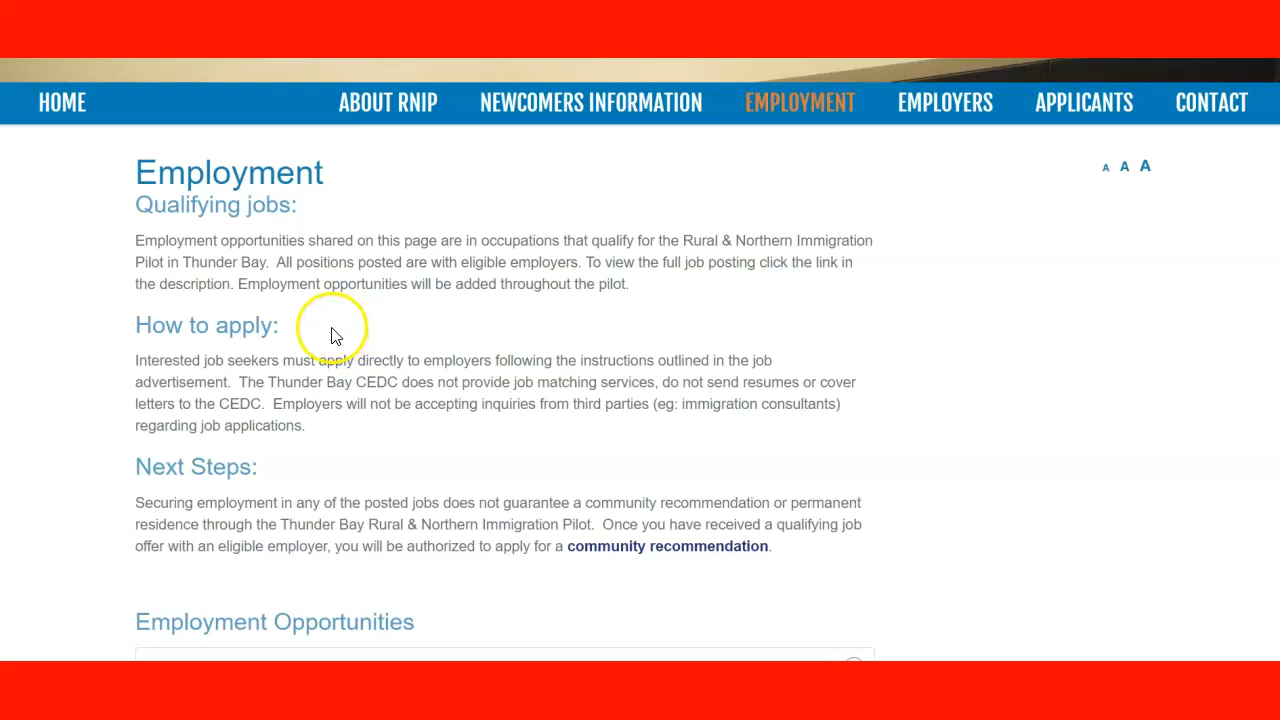 HOME ABOUT RNIP NEWCOMERS INFORMATION EMPLOYMENT EMPLOYERS APPLICANTS CONTACT
Employment
A A A
Qualifying jobs:
Employment opportunities shared on this page are in occupations that qualify for the Rural & Northern Immigration
Pilot in Thunder Bay.  All positions posted are with eligible employers. To view the full job posting click the link in
the description. Employment opportunities will be added throughout the pilot.
How to apply:
Interested job seekers must apply directly to employers following the instructions outlined in the job
advertisement.  The Thunder Bay CEDC does not provide job matching services, do not send resumes or cover
letters to the CEDC.  Employers will not be accepting inquiries from third parties (eg: immigration consultants)
regarding job applications.
Next Steps:
Securing employment in any of the posted jobs does not guarantee a community recommendation or permanent
residence through the Thunder Bay Rural & Northern Immigration Pilot.  Once you have received a qualifying job
offer with an eligible employer, you will be authorized to apply for a community recommendation.
Employment Opportunities